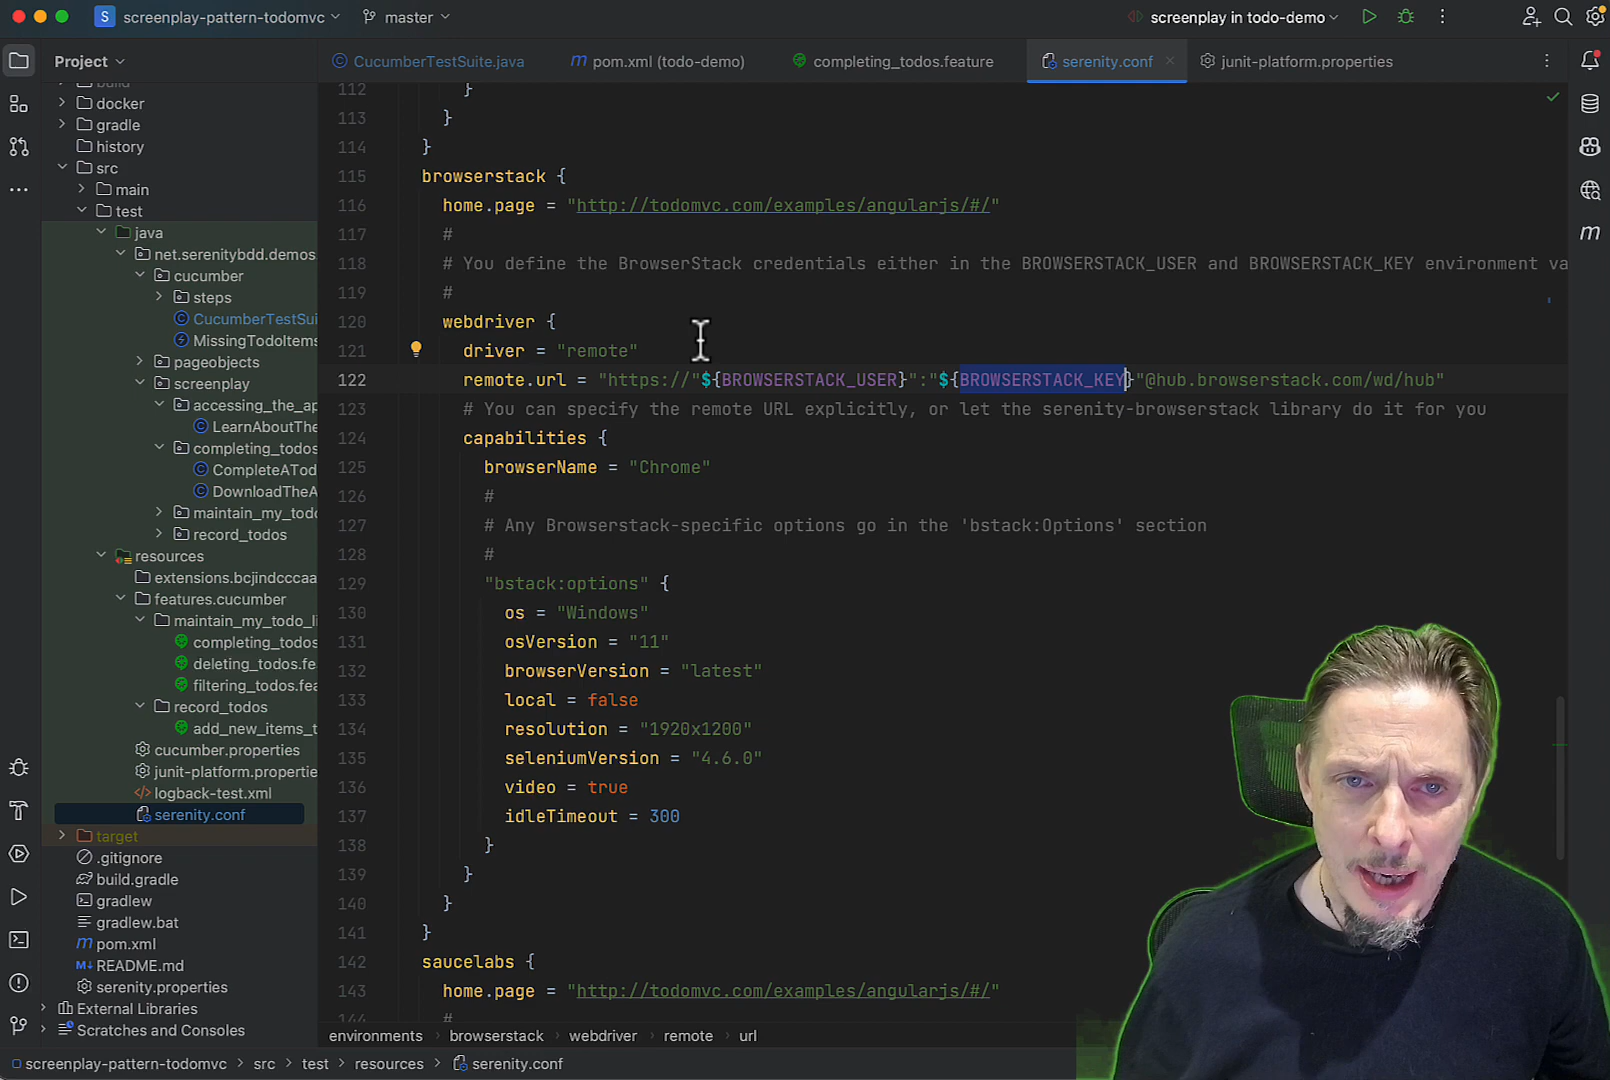 S screenplay-pattern-todomvc master
screenplay in todo-demo
Project
CucumberTestSuite.java
pom.xml (todo-demo)
completing_todos.feature
serenity.conf
junit-platform.properties
build
docker
gradle
history
src
main
test
java
net.serenitybdd.demos.
cucumber
steps
CucumberTestSui
MissingTodoItems
pageobjects
screenplay
accessing_the_ap
LearnAboutThe
completing_todos
CompleteATod
DownloadTheA
maintain_my_todo
record_todos
resources
extensions.bcjindcccaa
features.cucumber
maintain_my_todo_l
completing_todos
deleting_todos.fe
filtering_todos.fea
record_todos
add_new_items_t
cucumber.properties
junit-platform.propertie
logback-test.xml
serenity.conf
target
.gitignore
build.gradle
gradlew
gradlew.bat
pom.xml
README.md
serenity.properties
External Libraries
Scratches and Consoles
112 }
113 }
114 }
115 browserstack {
116 home.page = "http://todomvc.com/examples/angularjs/#/"
117 #
118 # You define the BrowserStack credentials either in the BROWSERSTACK_USER and BROWSERSTACK_KEY environment va
119 #
120 webdriver {
121 driver = "remote"
122 remote.url = "https://"${BROWSERSTACK_USER}":"${BROWSERSTACK_KEY}"@hub.browserstack.com/wd/hub"
123 # You can specify the remote URL explicitly, or let the serenity-browserstack library do it for you
124 capabilities {
125 browserName = "Chrome"
126 #
127 # Any Browserstack-specific options go in the 'bstack:Options' section
128 #
129 "bstack:options" {
130 os = "Windows"
131 osVersion = "11"
132 browserVersion = "latest"
133 local = false
134 resolution = "1920x1200"
135 seleniumVersion = "4.6.0"
136 video = true
137 idleTimeout = 300
138 }
139 }
140 }
141 }
142 saucelabs {
143 home.page = "http://todomvc.com/examples/angularjs/#/"
144 #
environments > browserstack > webdriver > remote > url
screenplay-pattern-todomvc > src > test > resources > serenity.conf